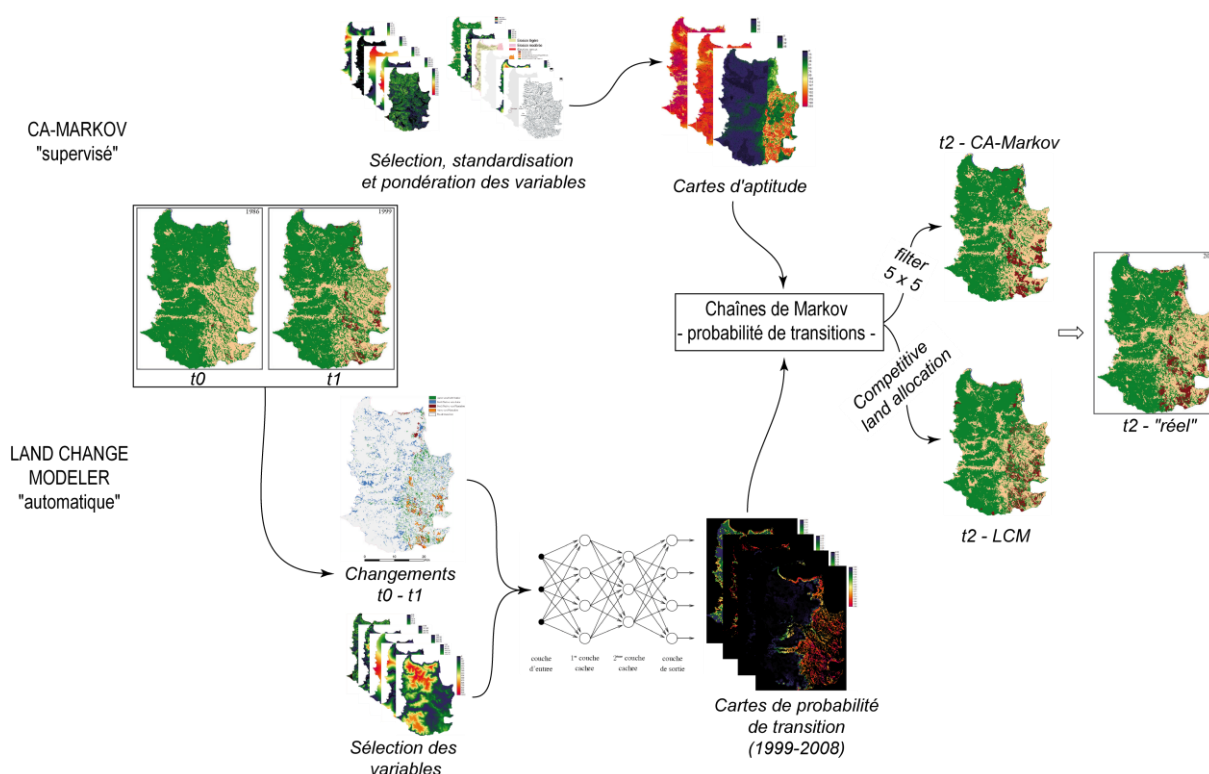 CA-MARKOV
"supervisé"
Sélection, standardisation
et pondération des variables
Cartes d'aptitude
t2 - CA-Markov
1986
1999
t0
t1
filter
5 x 5
Chaînes de Markov
- probabilité de transitions -
Competitive
land allocation
t2 - "réel"
LAND CHANGE
MODELER
"automatique"
t2 - LCM
Changements
t0 - t1
couche
d'entrée
1ère couche
cachée
2ème couche
cachée
couche
de sortie
Sélection des
variables
Cartes de probabilité
de transition
(1999-2008)